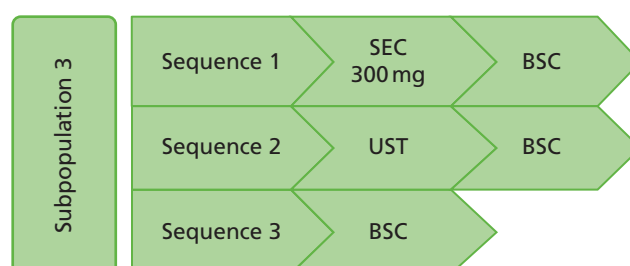 Subpopulation 3
Sequence 1
SEC
300 mg
BSC
Sequence 2
UST
BSC
Sequence 3
BSC